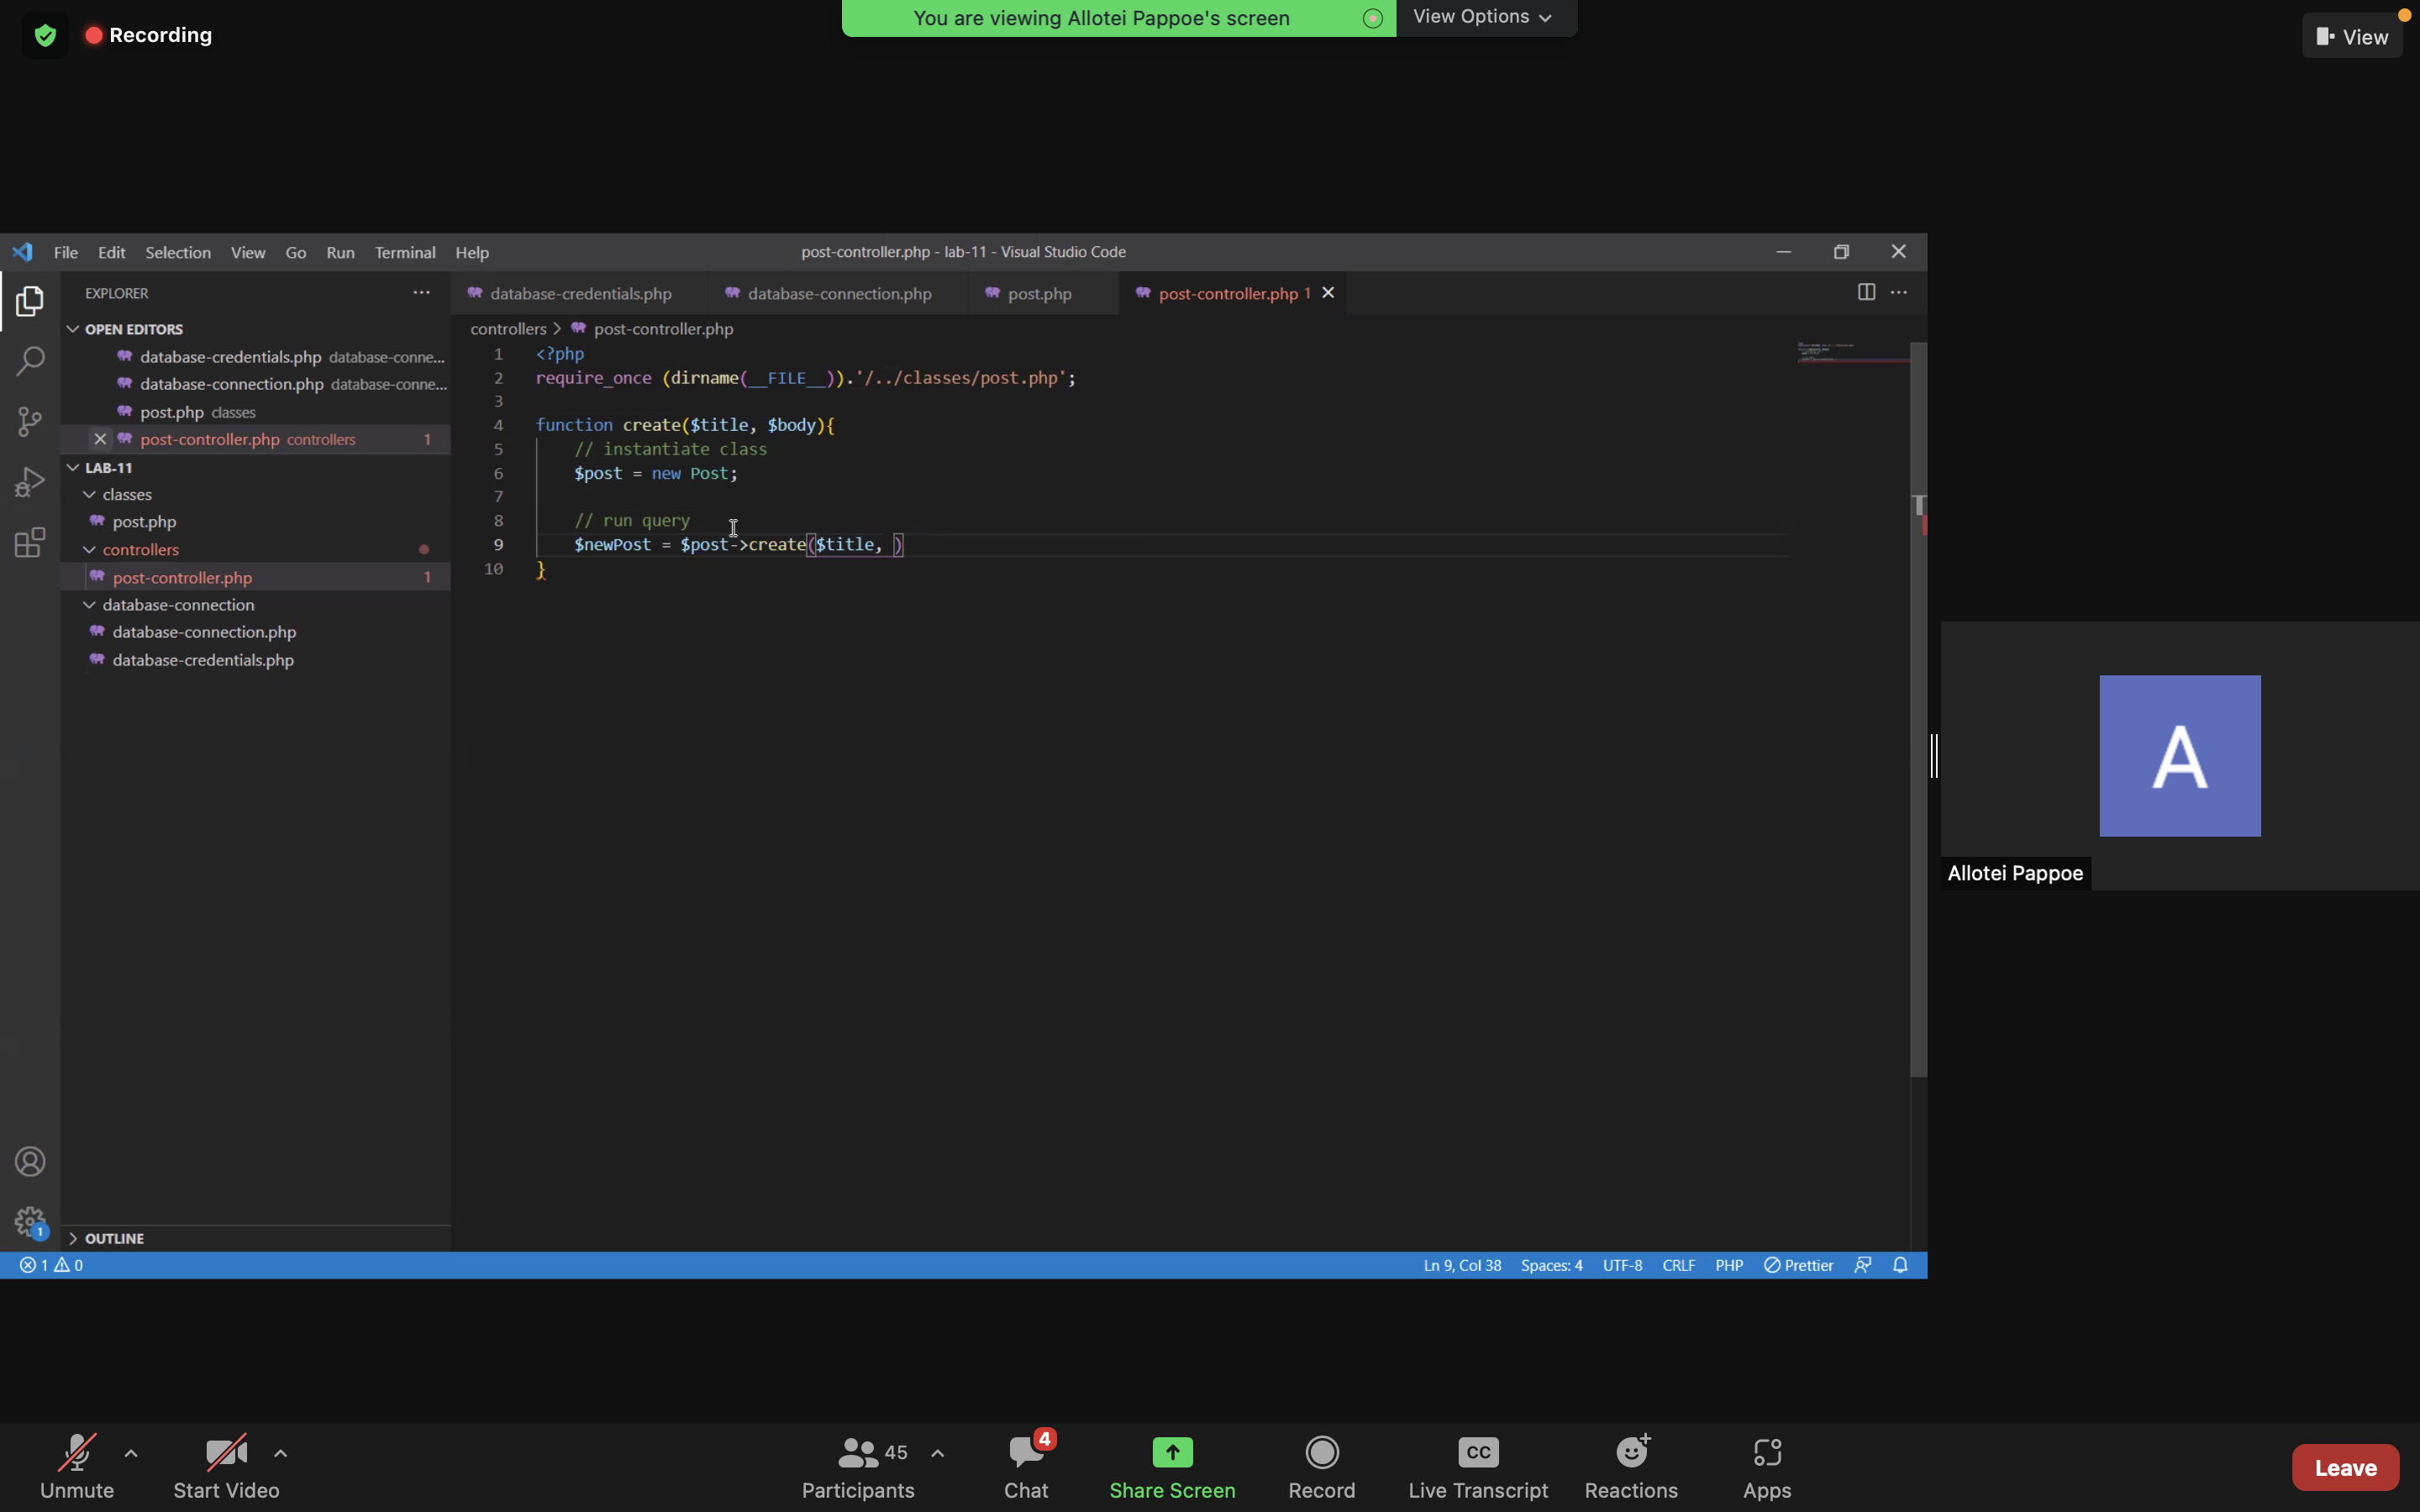 Recording
You are viewing Allotei Pappoe's screen
View Options
View
File Edit Selection View Go Run Terminal Help
post-controller.php - lab-11 - Visual Studio Code
EXPLORER
OPEN EDITORS
database-credentials.php database-conne...
database-connection.php database-conne...
post.php classes
post-controller.php controllers 1
LAB-11
classes
post.php
controllers
post-controller.php 1
database-connection
database-connection.php
database-credentials.php
OUTLINE
database-credentials.php database-connection.php post.php post-controller.php 1
controllers > post-controller.php
1 <?php
2 require_once (dirname(__FILE__)).'/../classes/post.php';
3
4 function create($title, $body){
5 // instantiate class
6 $post = new Post;
7
8 // run query
9 $newPost = $post->create($title, )
10 }
1
1 0
Ln 9, Col 38 Spaces: 4 UTF-8 CRLF PHP Prettier
A
Allotei Pappoe
Unmute
Start Video
45
Participants
4
Chat
Share Screen
Record
CC
Live Transcript
Reactions
Apps
Leave